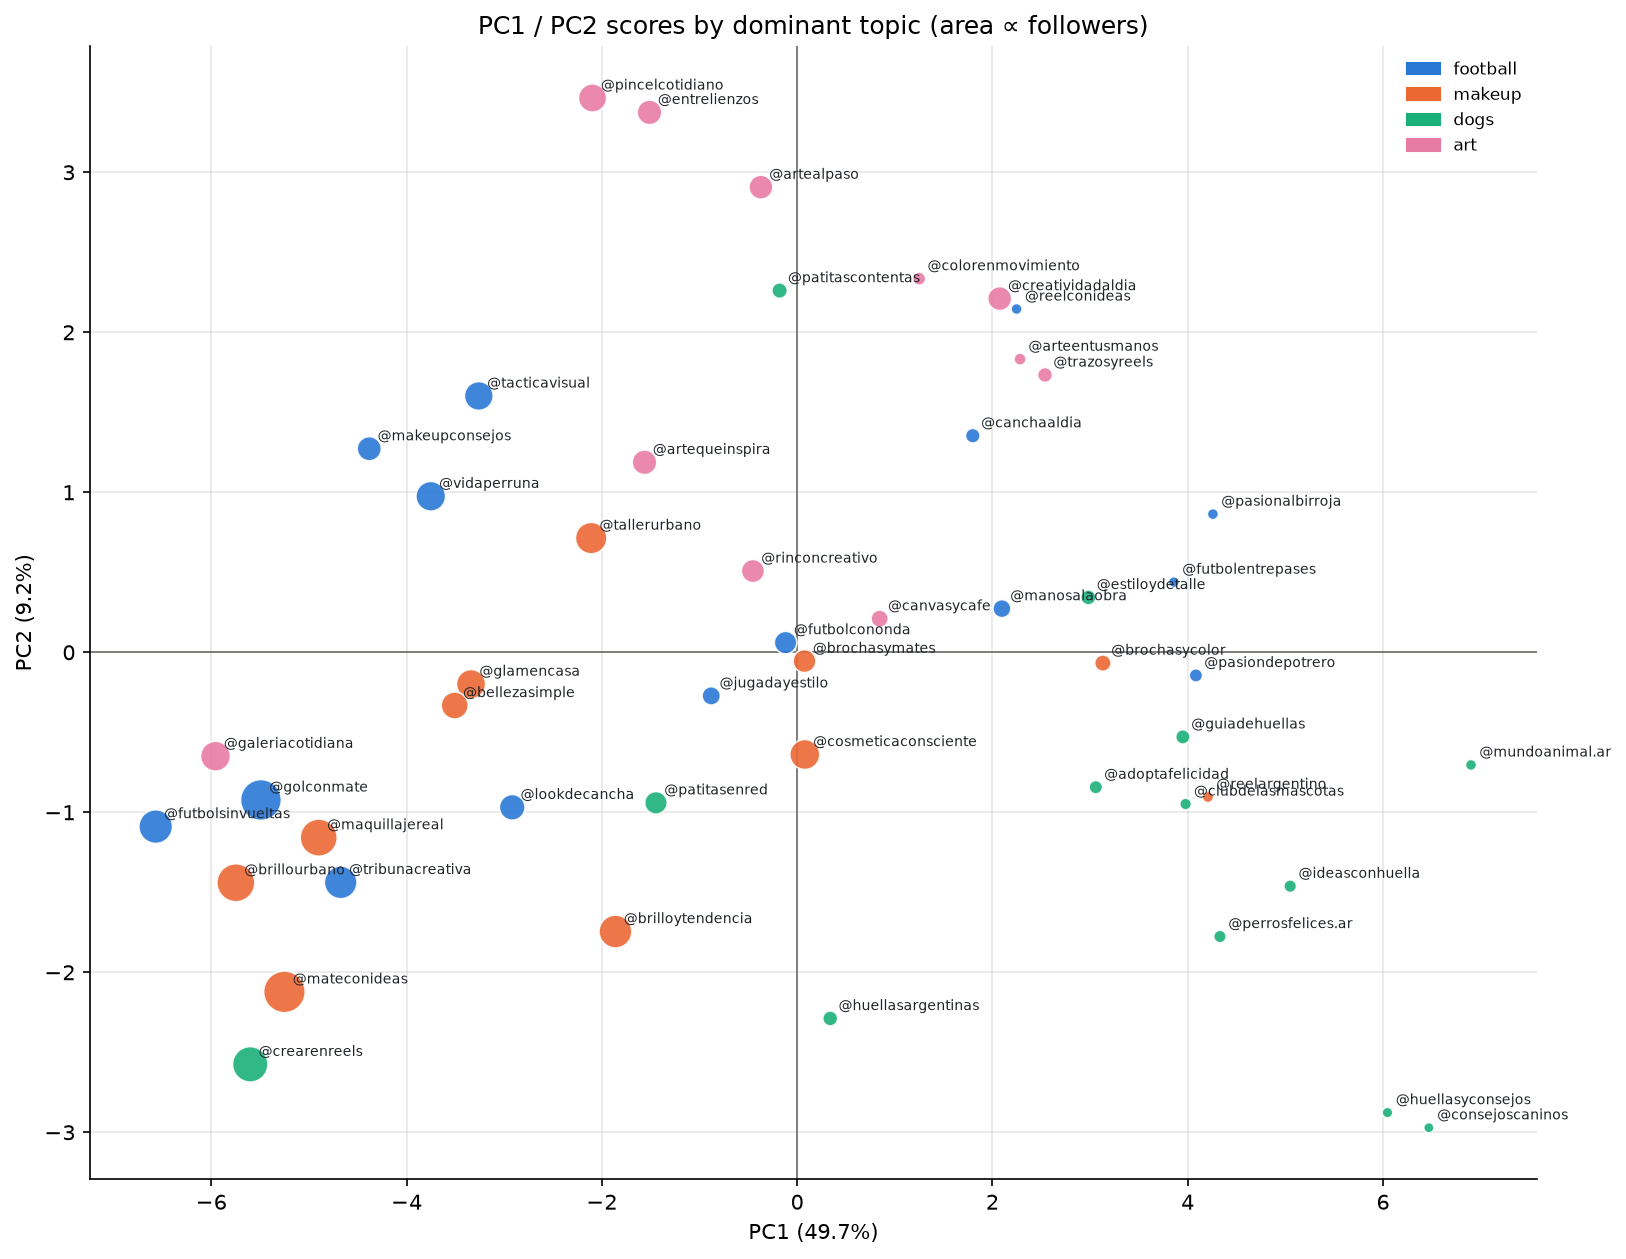 PC1 / PC2 scores by dominant topic (area ∝ followers)
football
makeup
dogs
art
@pincelcotidiano
@entrelienzos
@artealpaso
@colorenmovimiento
@patitascontentas
@creatividadaldia
@reelconideas
@arteentusmanos
@trazosyreels
@tacticavisual
@canchaaldia
@makeupconsejos
@artequeinspira
@vidaperruna
@pasionalbirroja
@tallerurbano
@rinconcreativo
@futbolentrepases
@estiloydetalle
@manosalaobra
@canvasycafe
@futbolcononda
@brochasymates
@brochasycolor
@pasiondepotrero
@glamencasa
@bellezasimple
@jugadayestilo
@guiadehuellas
@galeriacotidiana
@cosmeticaconsciente
@mundoanimal.ar
@golconmate
@adoptafelicidad
@reelargentino
@clubdelasmascotas
@patitasenred
@lookdecancha
@futbolsinvueltas
@maquillajereal
@brillourbano
@tribunacreativa
@ideasconhuella
@brilloytendencia
@perrosfelices.ar
@mateconideas
@huellasargentinas
@crearenreels
@huellasyconsejos
@consejoscaninos
3
2
1
0
−1
−2
−3
PC2 (9.2%)
−6 −4 −2 0 2 4 6
PC1 (49.7%)